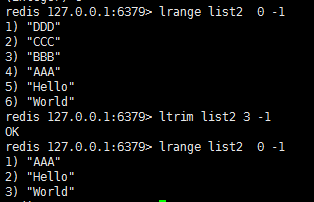 redis 127.0.0.1:6379> lrange list2  0 -1
1) "DDD"
2) "CCC"
3) "BBB"
4) "AAA"
5) "Hello"
6) "World"
redis 127.0.0.1:6379> ltrim list2 3 -1
OK
redis 127.0.0.1:6379> lrange list2  0 -1
1) "AAA"
2) "Hello"
3) "World"